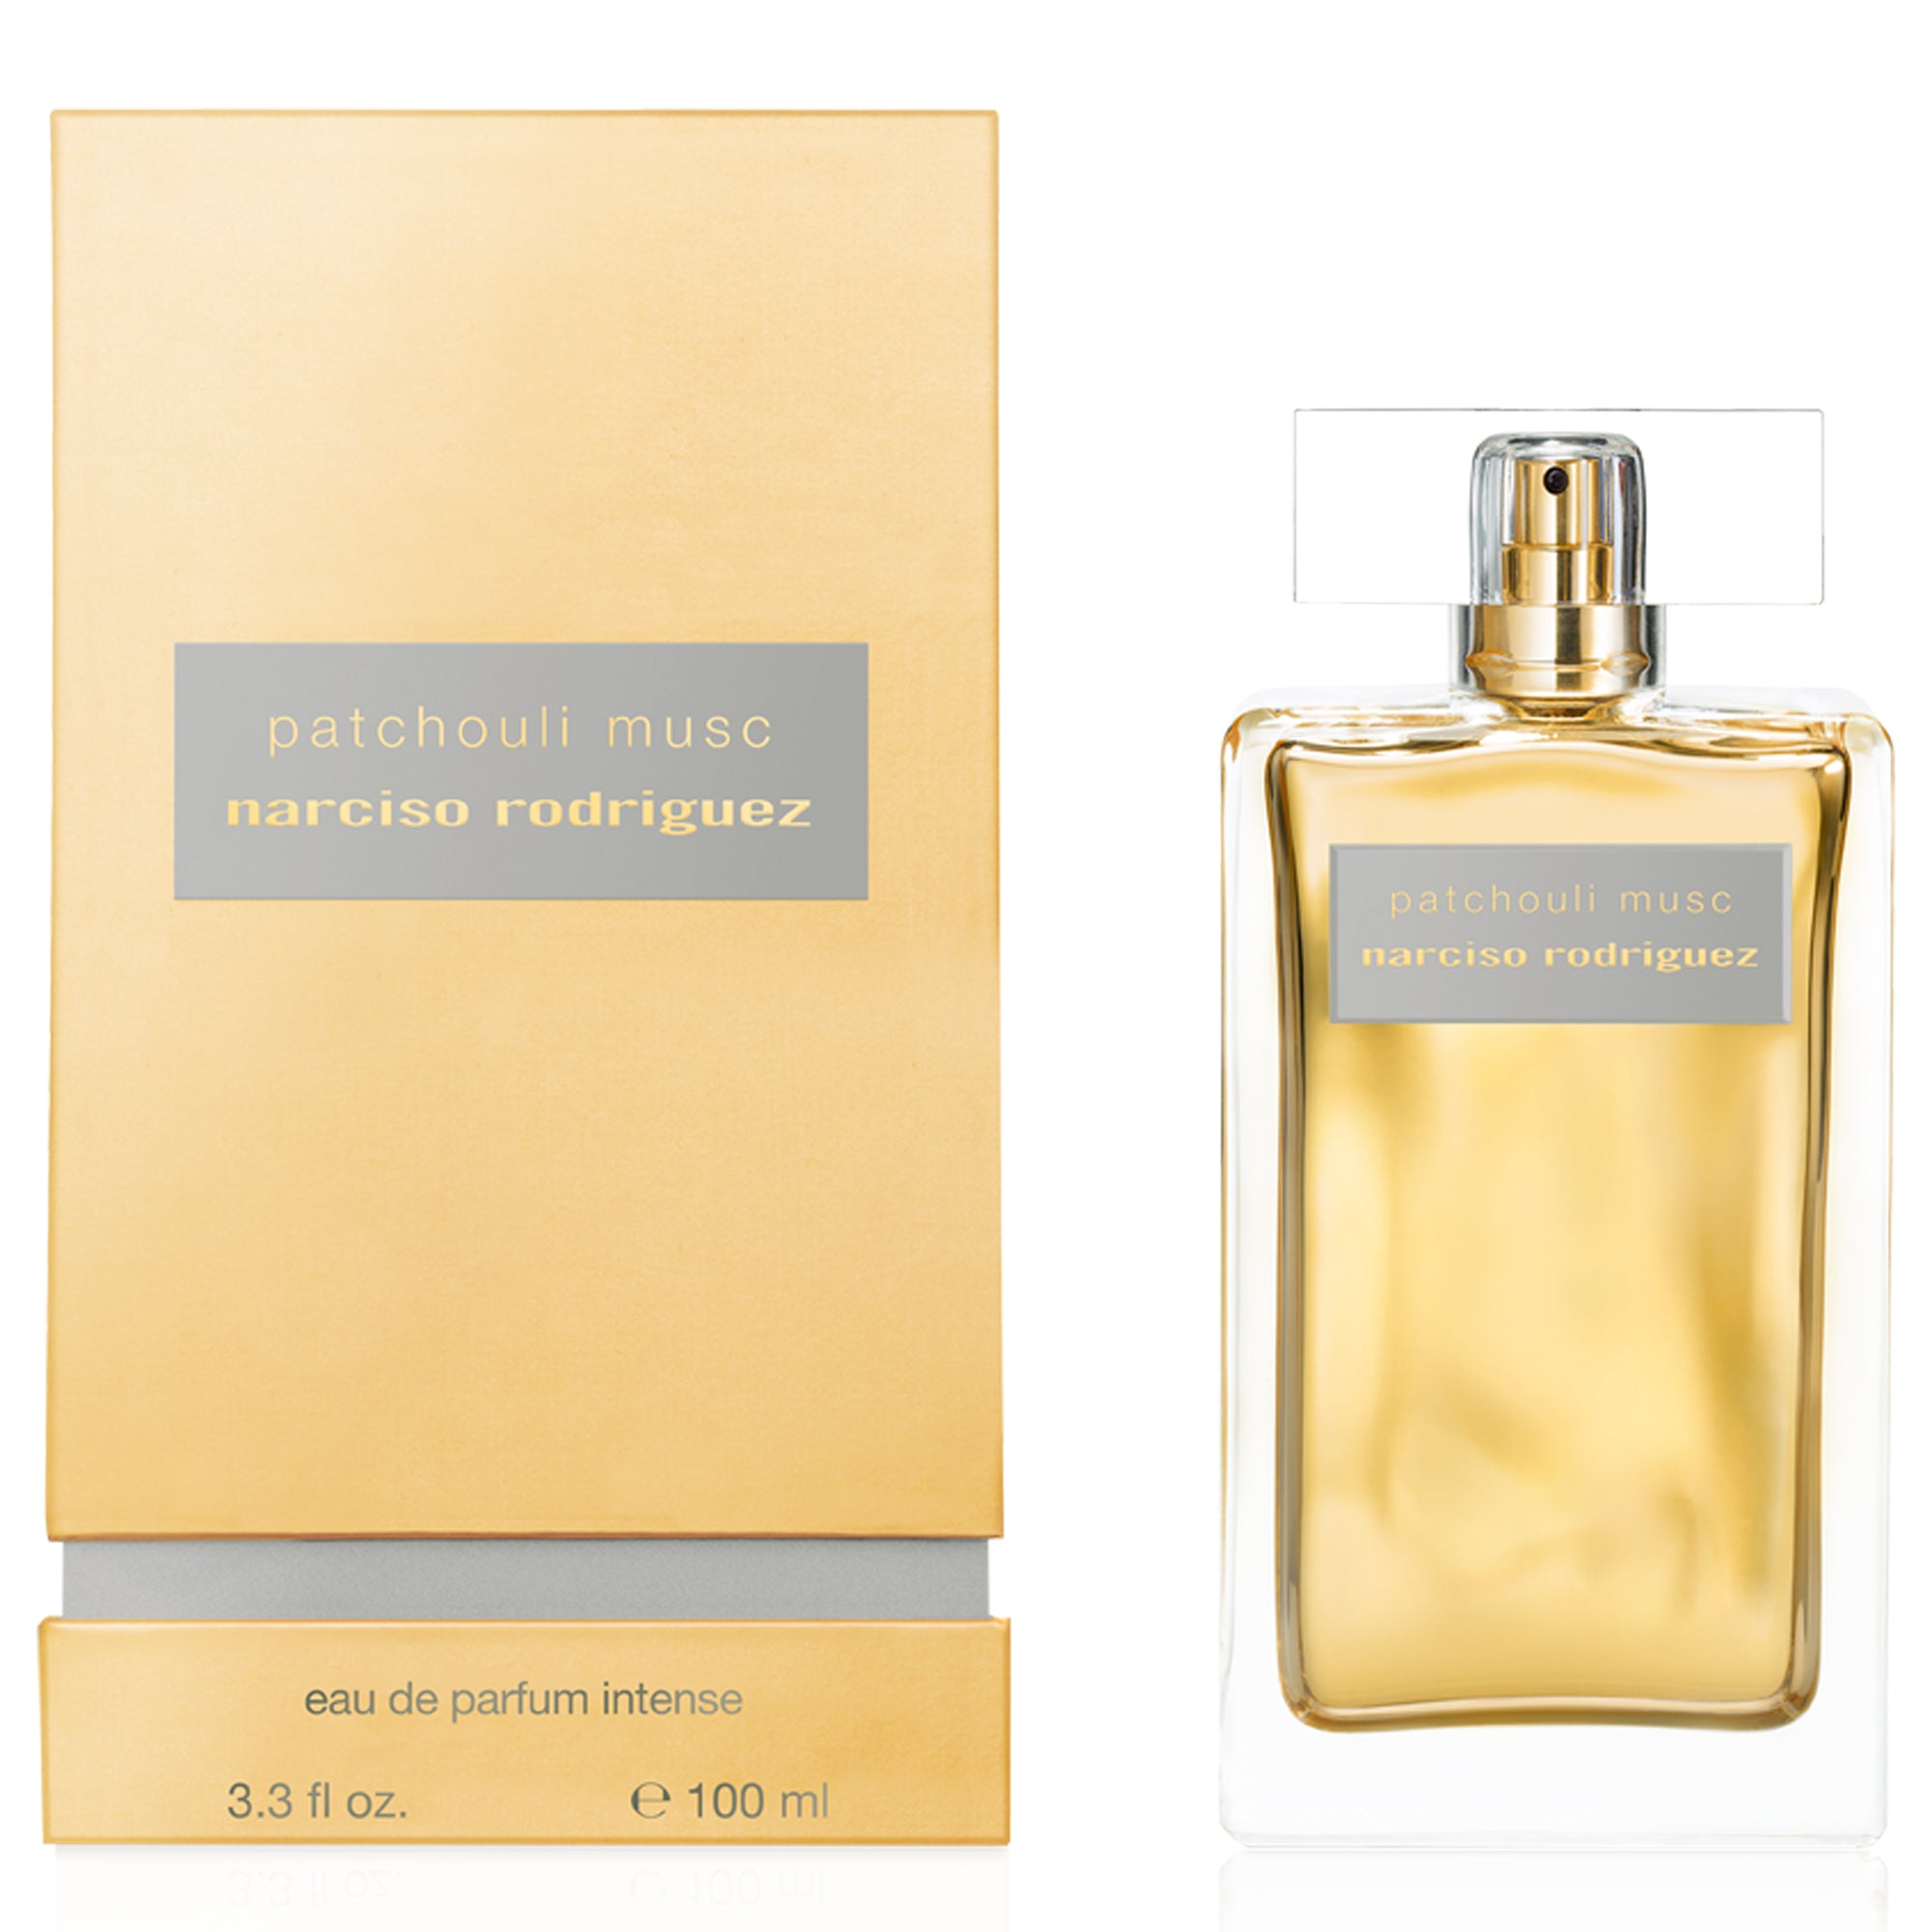 patchouli musc
narciso rodriguez
eau de parfum intense
3.3 fl oz. ℮ 100 ml
patchouli musc
narciso rodriguez